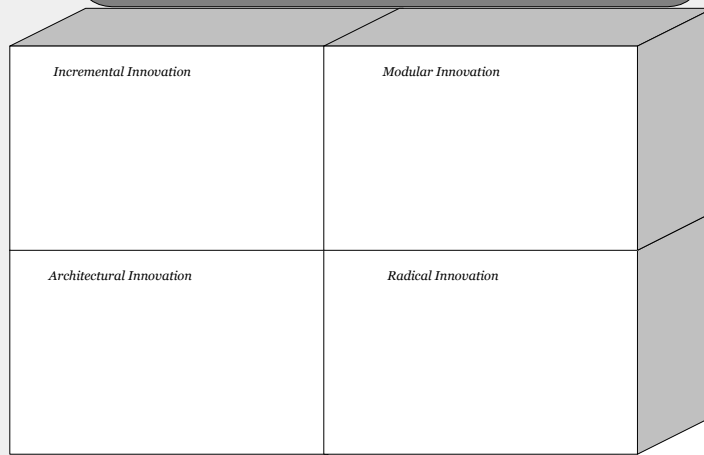 Incremental Innovation
Modular Innovation
Architectural Innovation
Radical Innovation